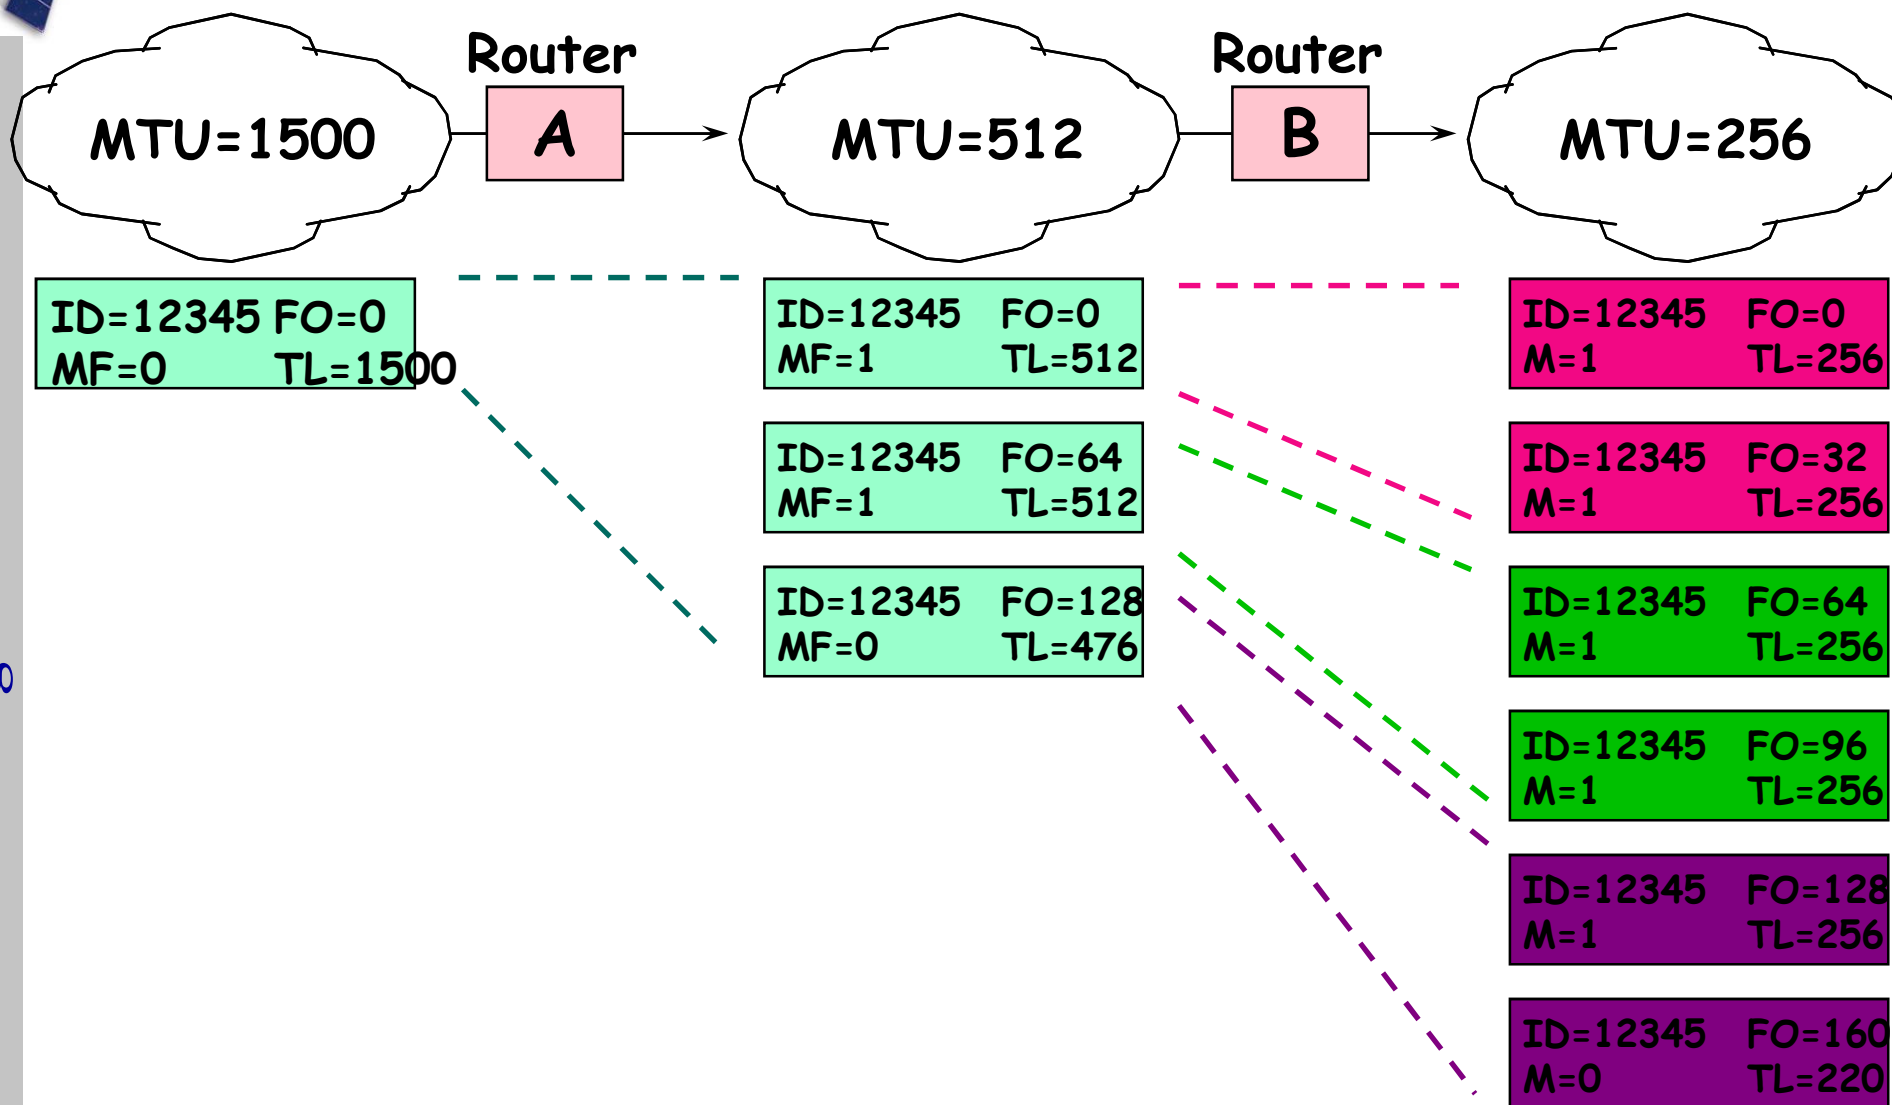 Router
Router
MTU=1500
A
MTU=512
B
MTU=256
ID=12345 FO=0
MF=0 TL=1500
ID=12345 FO=0
MF=1 TL=512
ID=12345 FO=64
MF=1 TL=512
ID=12345 FO=128
MF=0 TL=476
ID=12345 FO=0
M=1 TL=256
ID=12345 FO=32
M=1 TL=256
ID=12345 FO=64
M=1 TL=256
ID=12345 FO=96
M=1 TL=256
ID=12345 FO=128
M=1 TL=256
ID=12345 FO=160
M=0 TL=220